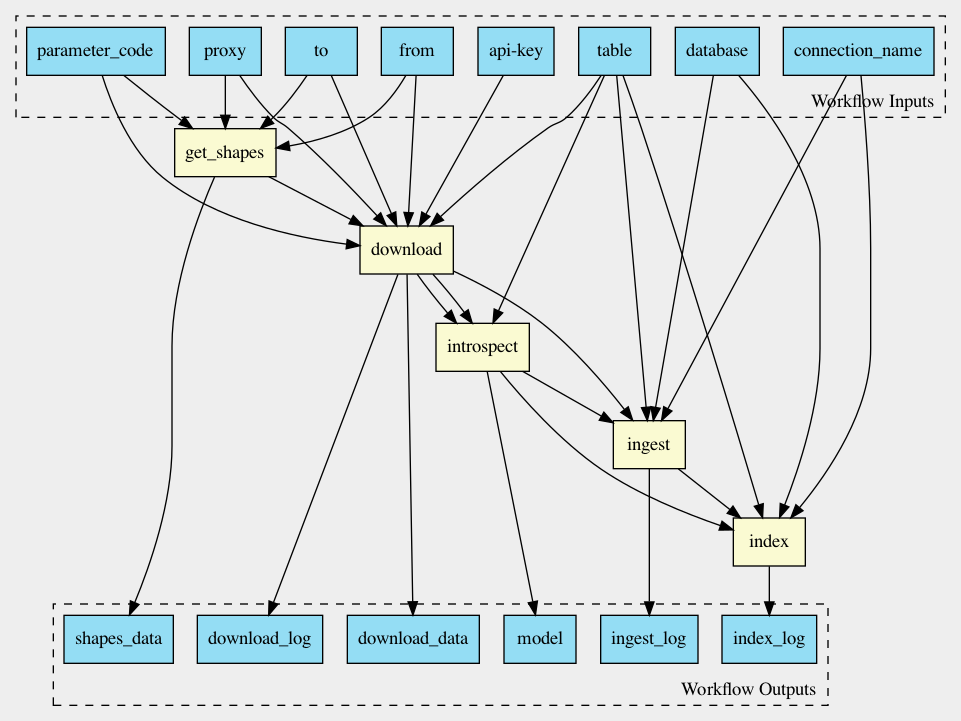 parameter_code
proxy
to
from
api-key
table
database
connection_name
Workflow Inputs
get_shapes
download
introspect
ingest
index
shapes_data
download_log
download_data
model
ingest_log
index_log
Workflow Outputs